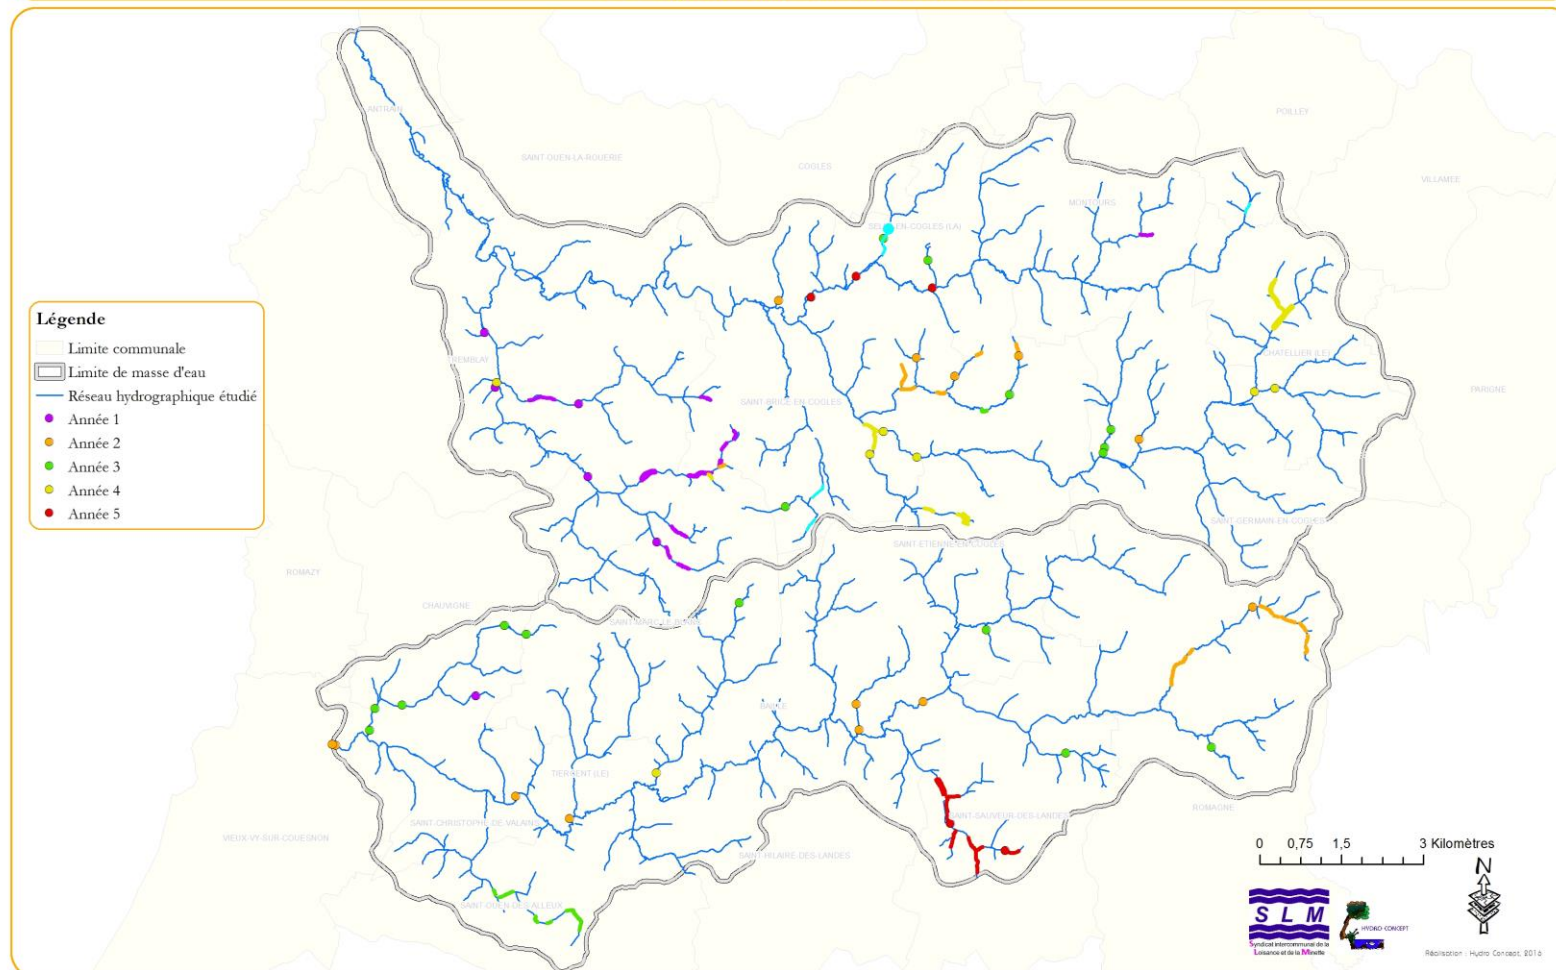 ANTRAIN
SAINT-OUEN-LA-ROUERIE
COGLES
POILLEY
VILLAMEE
MONTOURS
SELLE-EN-COGLES (LA)
TREMBLAY
SAINT-BRICE-EN-COGLES
CHATELLIER (LE)
PARIGNE
Légende
Limite communale
Limite de masse d'eau
Réseau hydrographique étudié
Année 1
Année 2
Année 3
Année 4
Année 5
SAINT-GERMAIN-EN-COGLES
SAINT-ETIENNE-EN-COGLES
ROMAZY
CHAUVIGNE
SAINT-MARC-LE-BLANC
BAILLE
TIERCENT (LE)
SAINT-CHRISTOPHE-DE-VALAINS
VIEUX-VY-SUR-COUESNON
SAINT-HILAIRE-DES-LANDES
SAINT-SAUVEUR-DES-LANDES
ROMAGNE
SAINT-OUEN-DES-ALLEUX
0 0,75 1,5 3 Kilomètres
N
SLM
Syndicat intercommunal de la
Loisance et de la Minette
HYDRO-CONCEPT
Réalisation : Hydro Concept, 2016